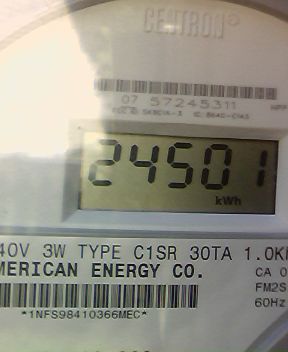 CENTRON®
07 57245311
24501
kWh
40V 3W TYPE C1SR 30TA 1.0K
MERICAN ENERGY CO.
CA 0
FM2S
60Hz
*1NFS98410366MEC*